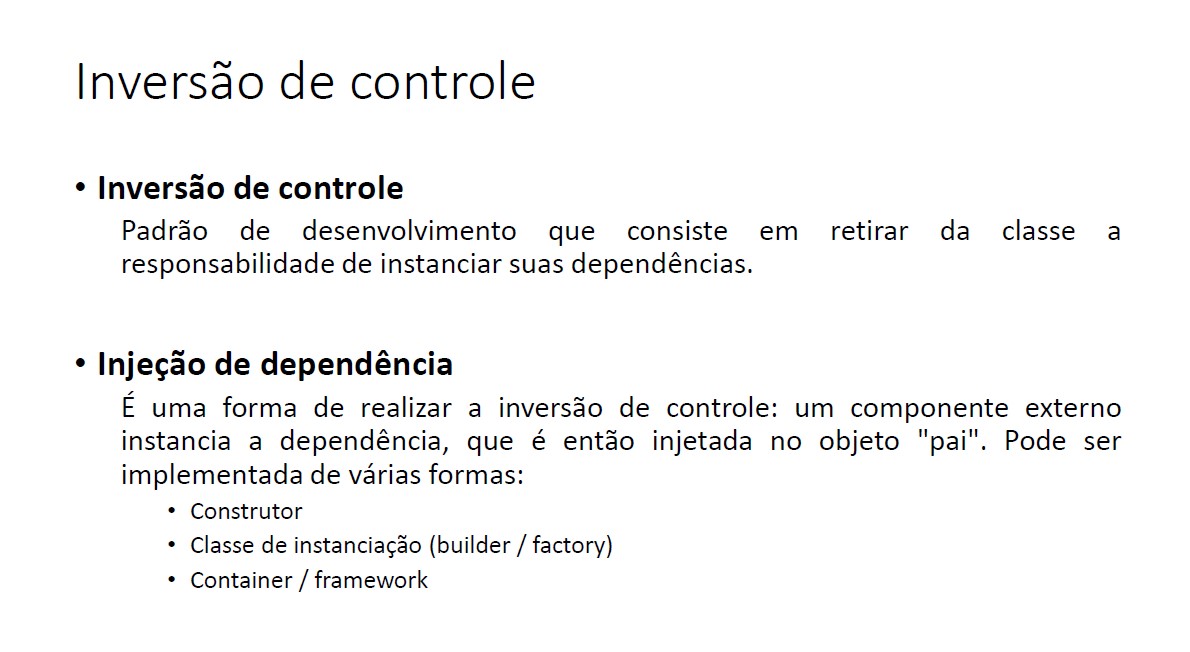 Inversão de controle
• Inversão de controle
Padrão de desenvolvimento que consiste em retirar da classe a
responsabilidade de instanciar suas dependências.
• Injeção de dependência
É uma forma de realizar a inversão de controle: um componente externo
instancia a dependência, que é então injetada no objeto "pai". Pode ser
implementada de várias formas:
• Construtor
• Classe de instanciação (builder / factory)
• Container / framework